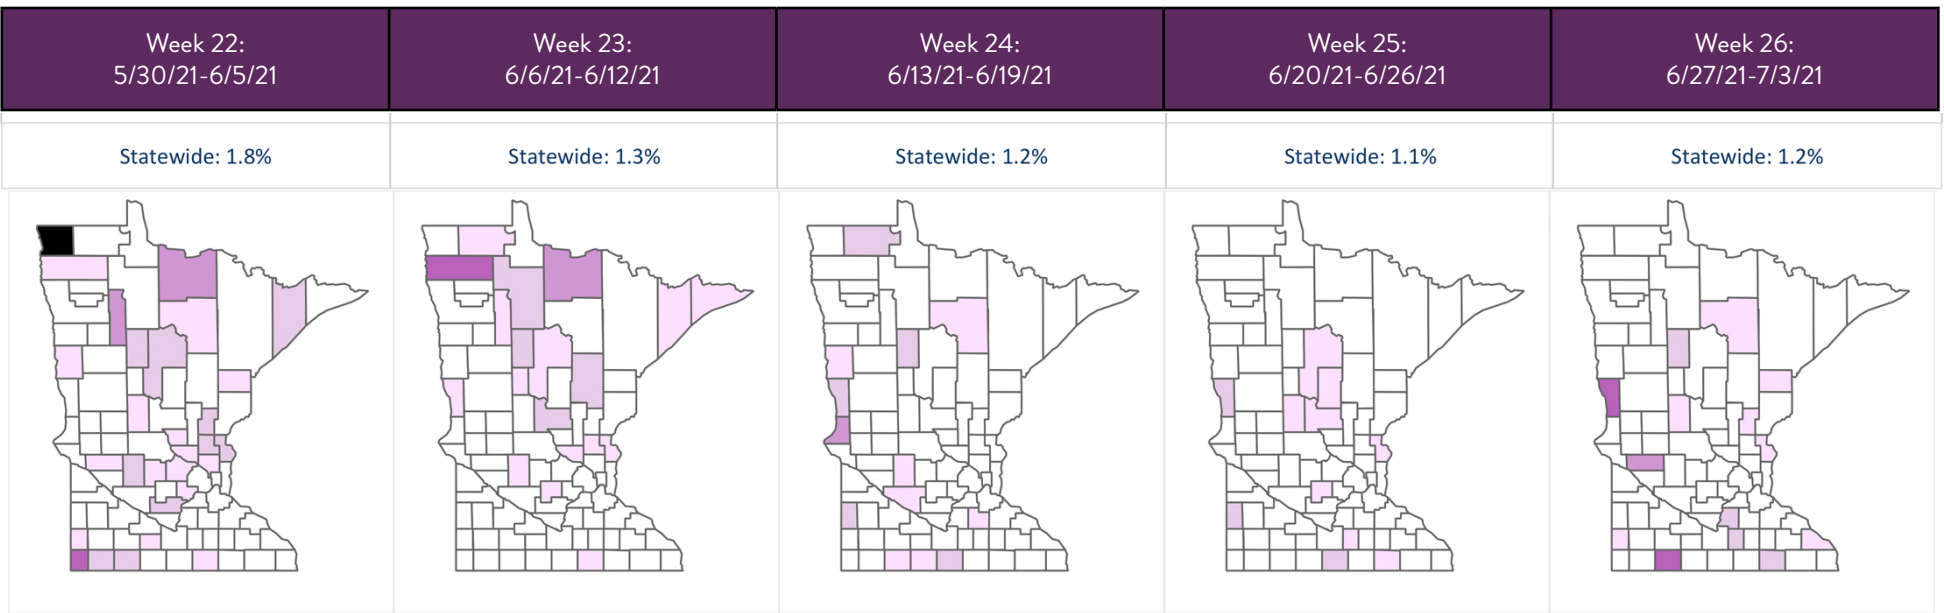 Week 22:
5/30/21-6/5/21
Week 23:
6/6/21-6/12/21
Week 24:
6/13/21-6/19/21
Week 25:
6/20/21-6/26/21
Week 26:
6/27/21-7/3/21
Statewide: 1.8%
Statewide: 1.3%
Statewide: 1.2%
Statewide: 1.1%
Statewide: 1.2%